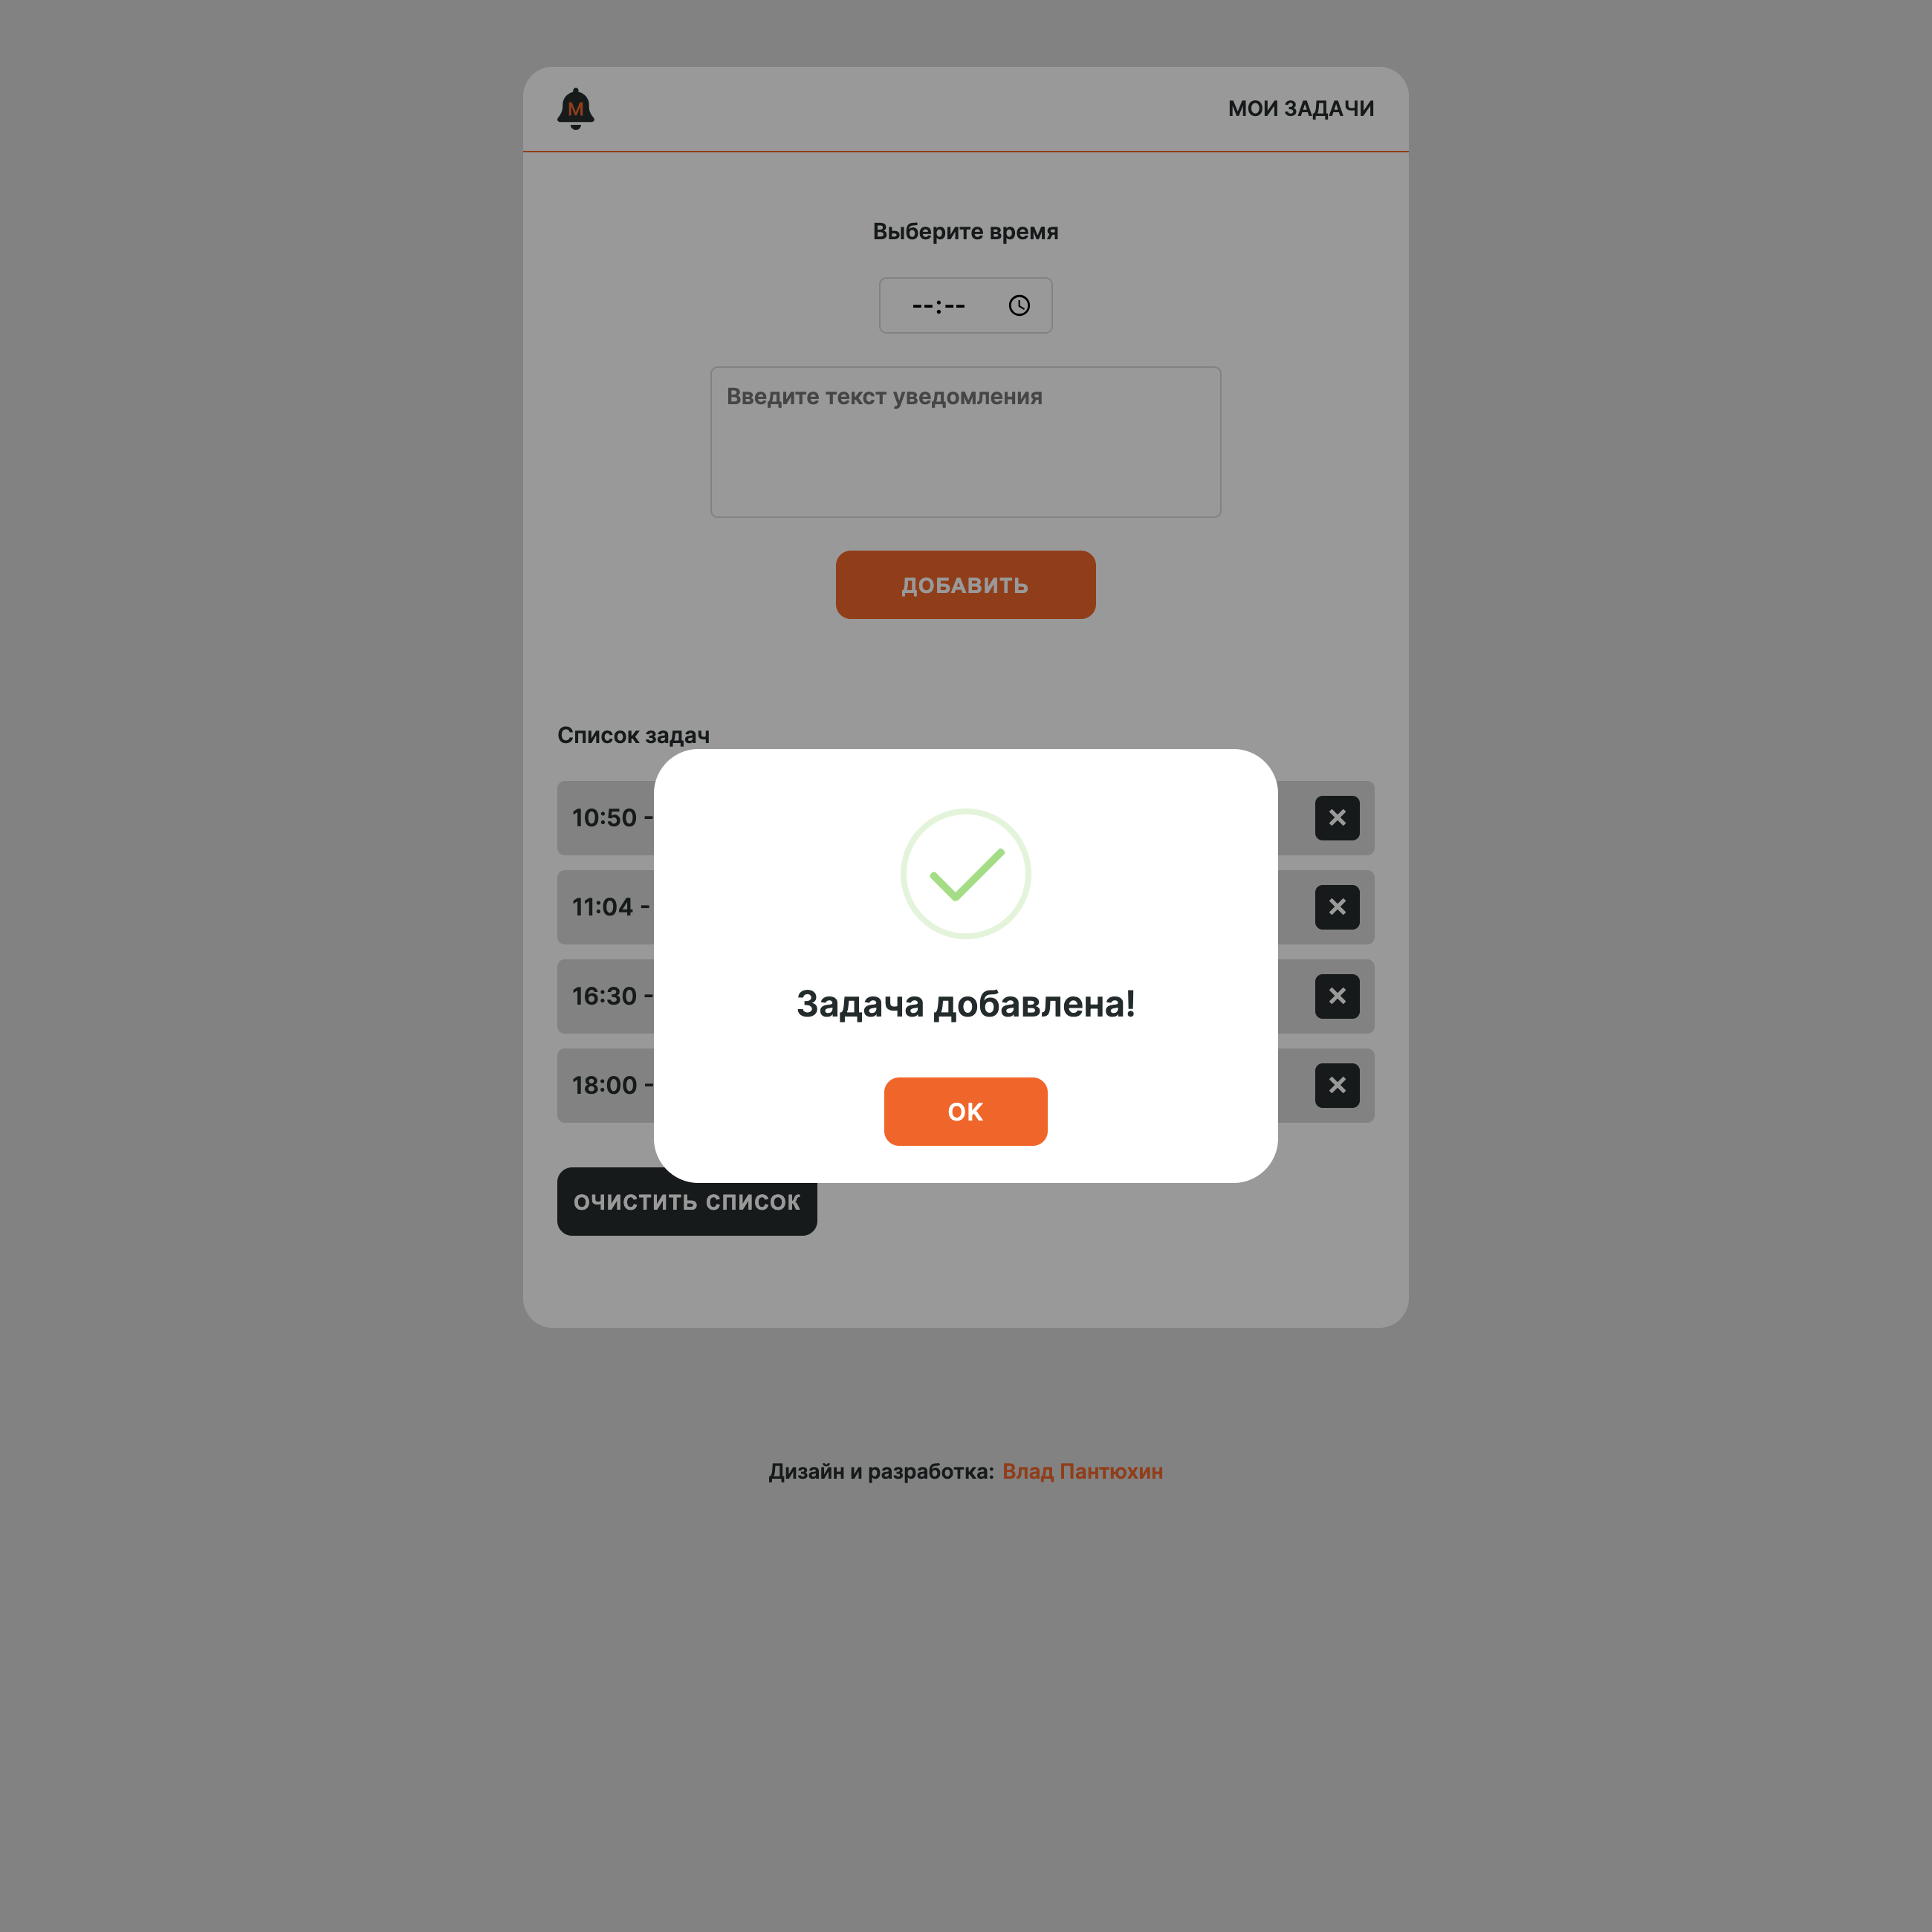 М
МОИ ЗАДАЧИ
Выберите время
--:--
Введите текст уведомления
ДОБАВИТЬ
Список задач
10:50 -
11:04 -
16:30 -
18:00 -
Задача добавлена!
ОК
ОЧИСТИТЬ СПИСОК
Дизайн и разработка: Влад Пантюхин